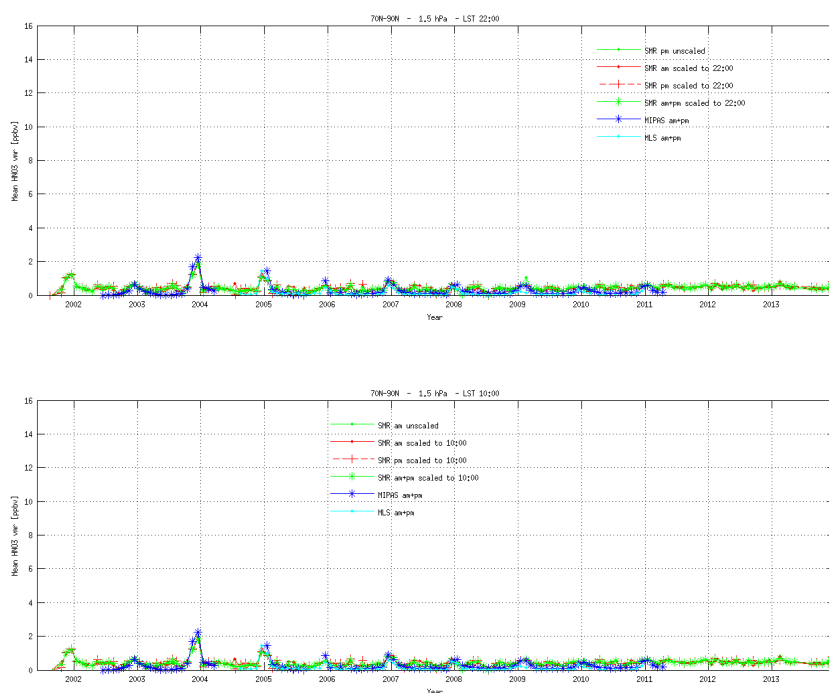 70N-90N - 1.5 hPa - LST 22:00
16
14
12
10
8
6
4
2
0
Mean HNO3 vmr [ppbv]
SMR pm unscaled
SMR am scaled to 22:00
SMR pm scaled to 22:00
SMR am+pm scaled to 22:00
MIPAS am+pm
MLS am+pm
2002 2003 2004 2005 2006 2007 2008 2009 2010 2011 2012 2013
Year
70N-90N - 1.5 hPa - LST 10:00
16
14
12
10
8
6
4
2
0
Mean HNO3 vmr [ppbv]
SMR am unscaled
SMR am scaled to 10:00
SMR pm scaled to 10:00
SMR am+pm scaled to 10:00
MIPAS am+pm
MLS am+pm
2002 2003 2004 2005 2006 2007 2008 2009 2010 2011 2012 2013
Year